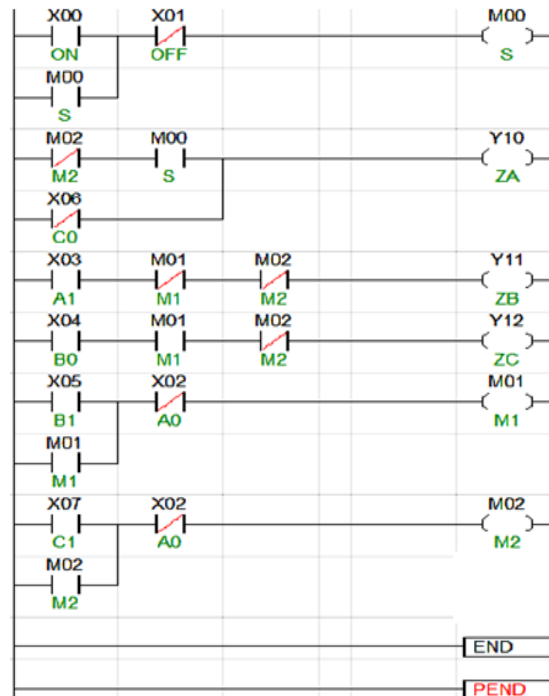 X00 X01 M00
ON OFF S
M00
S
M02 M00 Y10
M2 S ZA
X06
C0
X03 M01 M02 Y11
A1 M1 M2 ZB
X04 M01 M02 Y12
B0 M1 M2 ZC
X05 X02 M01
B1 A0 M1
M01
M1
X07 X02 M02
C1 A0 M2
M02
M2
END
PEND